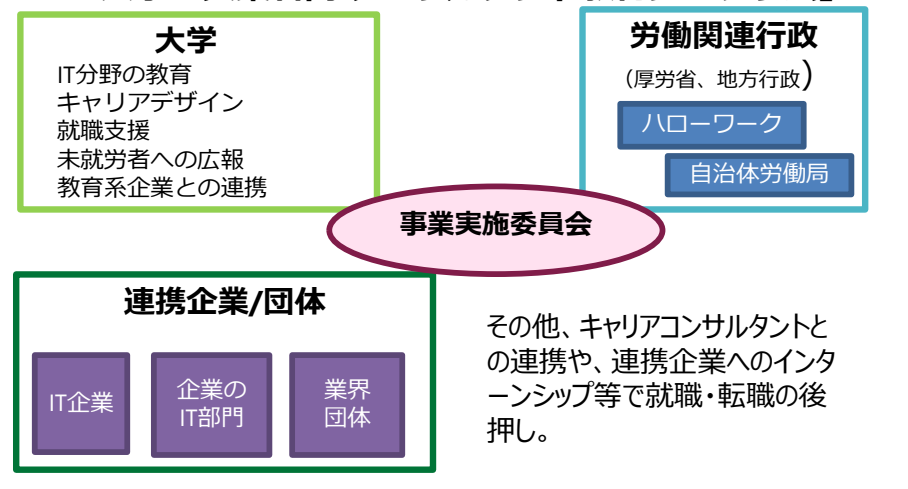 大学
IT分野の教育
キャリアデザイン
就職支援
未就労者への広報
教育系企業との連携
労働関連行政
(厚労省、地方行政)
ハローワーク
自治体労働局
事業実施委員会
連携企業/団体
IT企業
企業の
IT部門
業界
団体
その他、キャリアコンサルタントと
の連携や、連携企業へのインタ
ーンシップ等で就職・転職の後
押し。